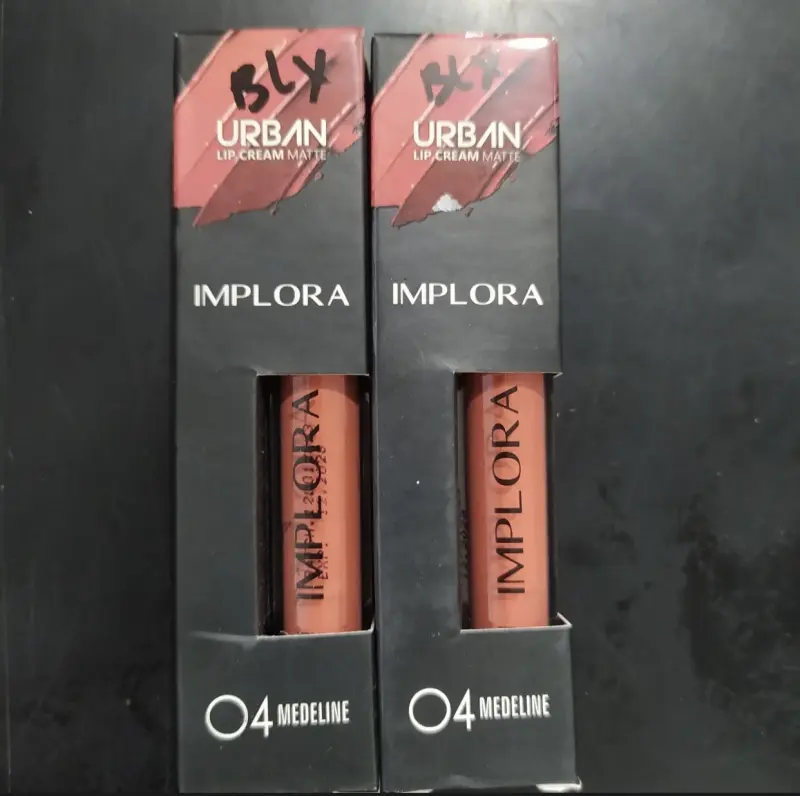 BLX
URBAN
LIP CREAM MATTE
IMPLORA
IMPLORA
04 MEDELINE
BLX
URBAN
LIP CREAM MATTE
IMPLORA
IMPLORA
04 MEDELINE